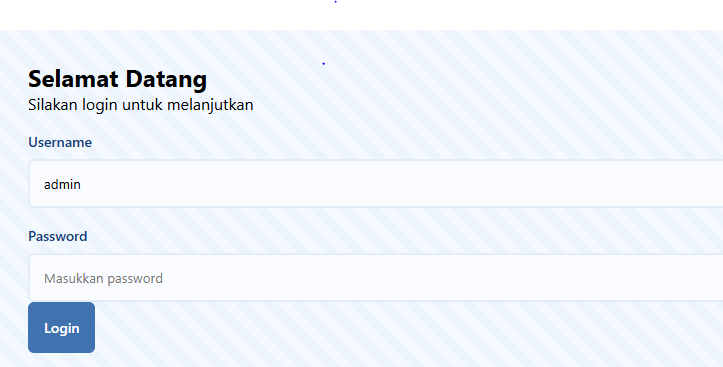 Selamat Datang
Silakan login untuk melanjutkan
Username
admin
Password
Masukkan password
Login